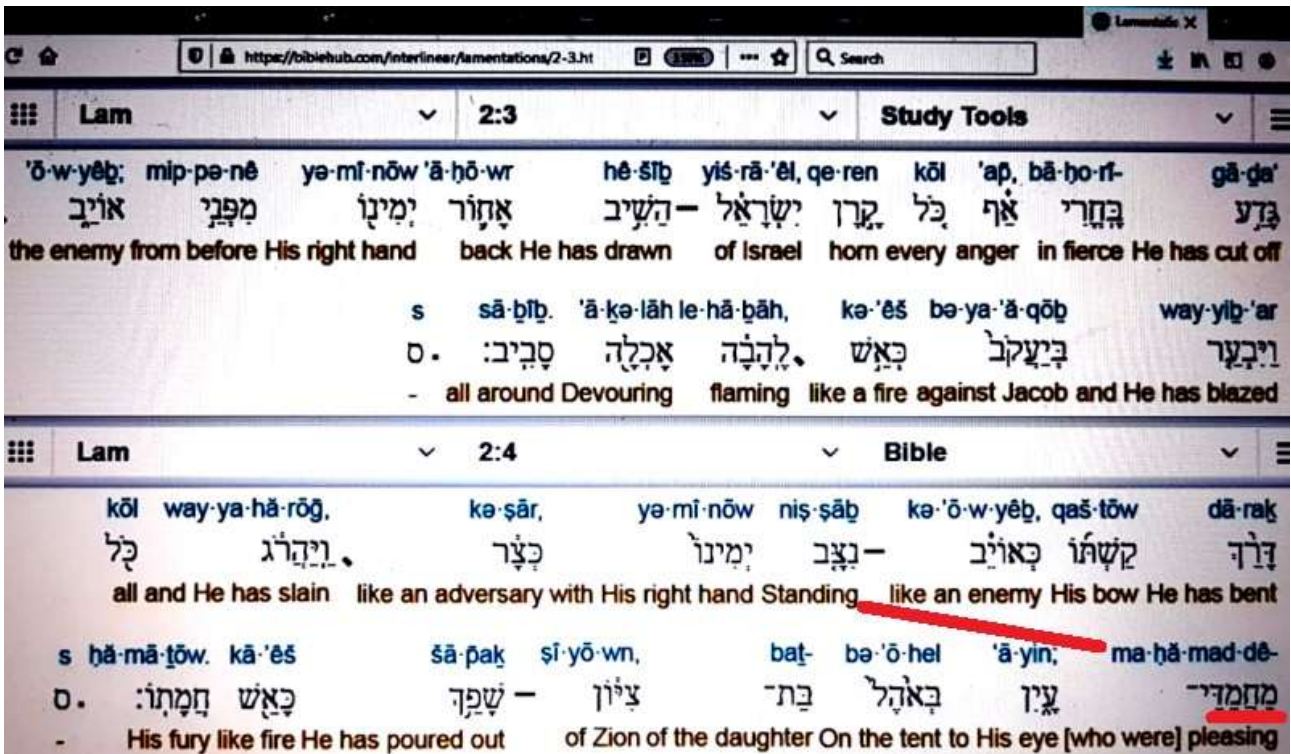 Lamentatic X
https://biblehub.com/interlinear/lamentations/2-3.ht ... Search
Lam 2:3 Study Tools
'ō·w·yêḇ; mip·pə·nê yə·mî·nōw 'ā·ḥō·wr hê·šîḇ yiś·rā·'êl, qe·ren kōl 'ap̄, bā·ḥo·rî- gā·ḏa'
גָּדַ֣ע בָּֽחֳרִי אַ֗ף כֹּ֚ל קֶ֣רֶן יִשְׂרָאֵ֔ל – הֵשִׁ֥יב אָח֛וֹר יְמִינ֖וֹ מִפְּנֵ֣י אוֹיֵ֑ב
the enemy from before His right hand back He has drawn of Israel horn every anger in fierce He has cut off
s sā·ḇîḇ. 'ā·ḵə·lāh le·hā·ḇāh, kə·'êš bə·ya·'ă·qōḇ way·yiḇ·'ar
וַיִּבְעַ֤ר בְּיַעֲקֹב֙ כְּאֵ֣שׁ לֶֽהָבָ֔ה אָכְלָ֖ה סָבִֽיב׃ ס
- all around Devouring flaming like a fire against Jacob and He has blazed
Lam 2:4 Bible
kōl way·ya·hă·rōḡ, kə·ṣār, yə·mî·nōw niṣ·ṣāḇ kə·'ō·w·yêḇ, qaš·tōw dā·raḵ
דָּרַ֨ךְ קַשְׁתּ֜וֹ כְּאוֹיֵ֗ב – נִצָּ֤ב יְמִינוֹ֙ כְּצָ֔ר וַֽיַּהֲרֹ֔ג כֹּ֖ל
all and He has slain like an adversary with His right hand Standing like an enemy His bow He has bent
s ḥă·mā·ṯōw. kā·'êš šā·p̄aḵ ṣî·yō·wn, baṯ- bə·'ō·hel 'ā·yin; ma·ḥă·mad·dê-
מַחֲמַדֵּי־ עָ֑יִן בְּאֹ֙הֶל֙ בַּת־ צִיּ֔וֹן – שָׁפַ֥ךְ כָּאֵ֖שׁ חֲמָתֽוֹ׃ ס
- His fury like fire He has poured out of Zion of the daughter On the tent to His eye [who were] pleasing